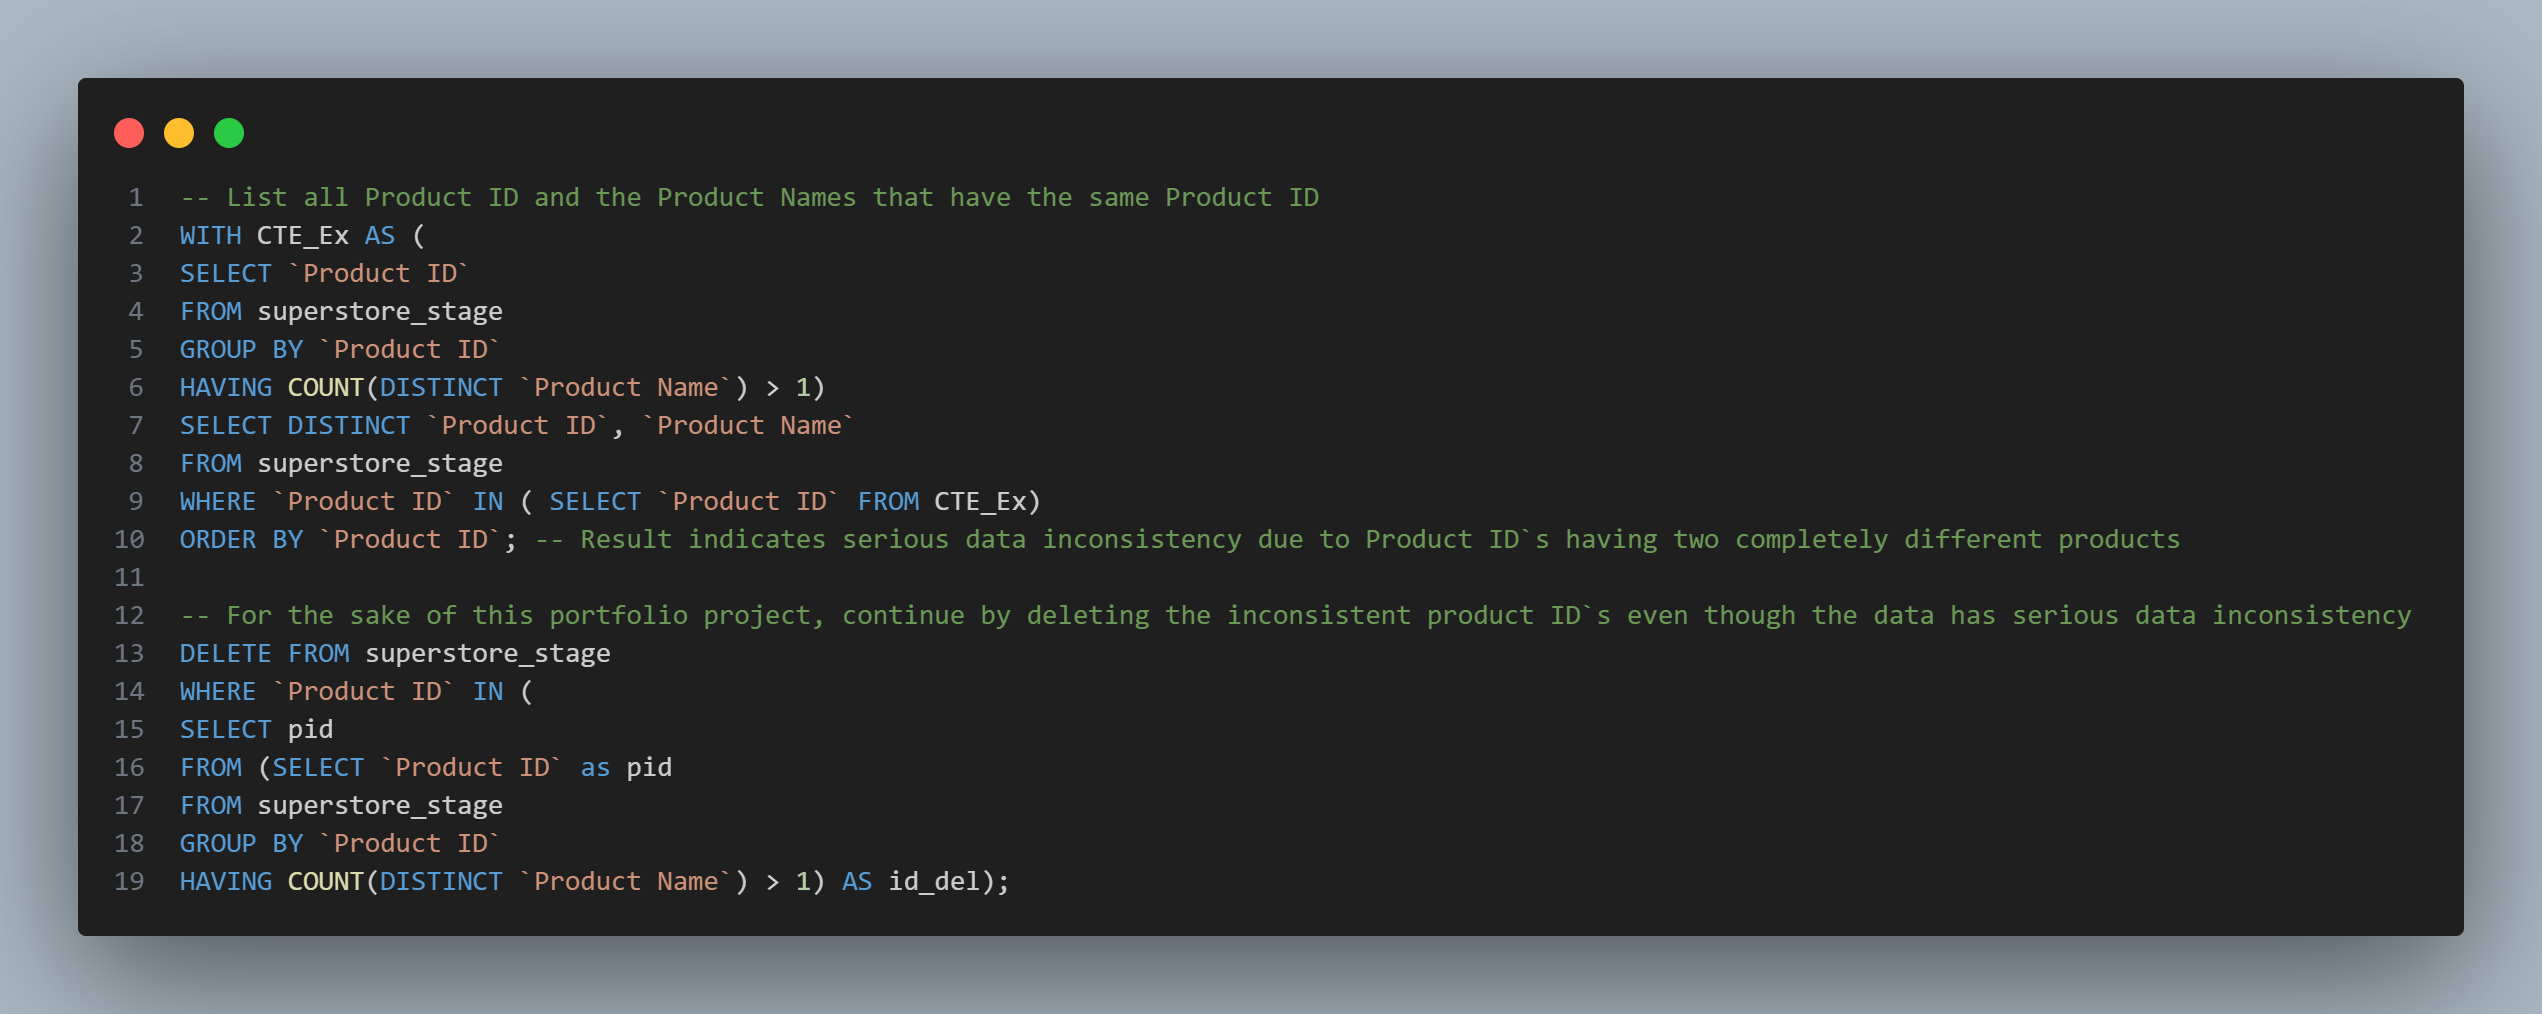 1 -- List all Product ID and the Product Names that have the same Product ID
2 WITH CTE_Ex AS (
3 SELECT `Product ID`
4 FROM superstore_stage
5 GROUP BY `Product ID`
6 HAVING COUNT(DISTINCT `Product Name`) > 1)
7 SELECT DISTINCT `Product ID`, `Product Name`
8 FROM superstore_stage
9 WHERE `Product ID` IN ( SELECT `Product ID` FROM CTE_Ex)
10 ORDER BY `Product ID`; -- Result indicates serious data inconsistency due to Product ID`s having two completely different products
11
12 -- For the sake of this portfolio project, continue by deleting the inconsistent product ID`s even though the data has serious data inconsistency
13 DELETE FROM superstore_stage
14 WHERE `Product ID` IN (
15 SELECT pid
16 FROM (SELECT `Product ID` as pid
17 FROM superstore_stage
18 GROUP BY `Product ID`
19 HAVING COUNT(DISTINCT `Product Name`) > 1) AS id_del);